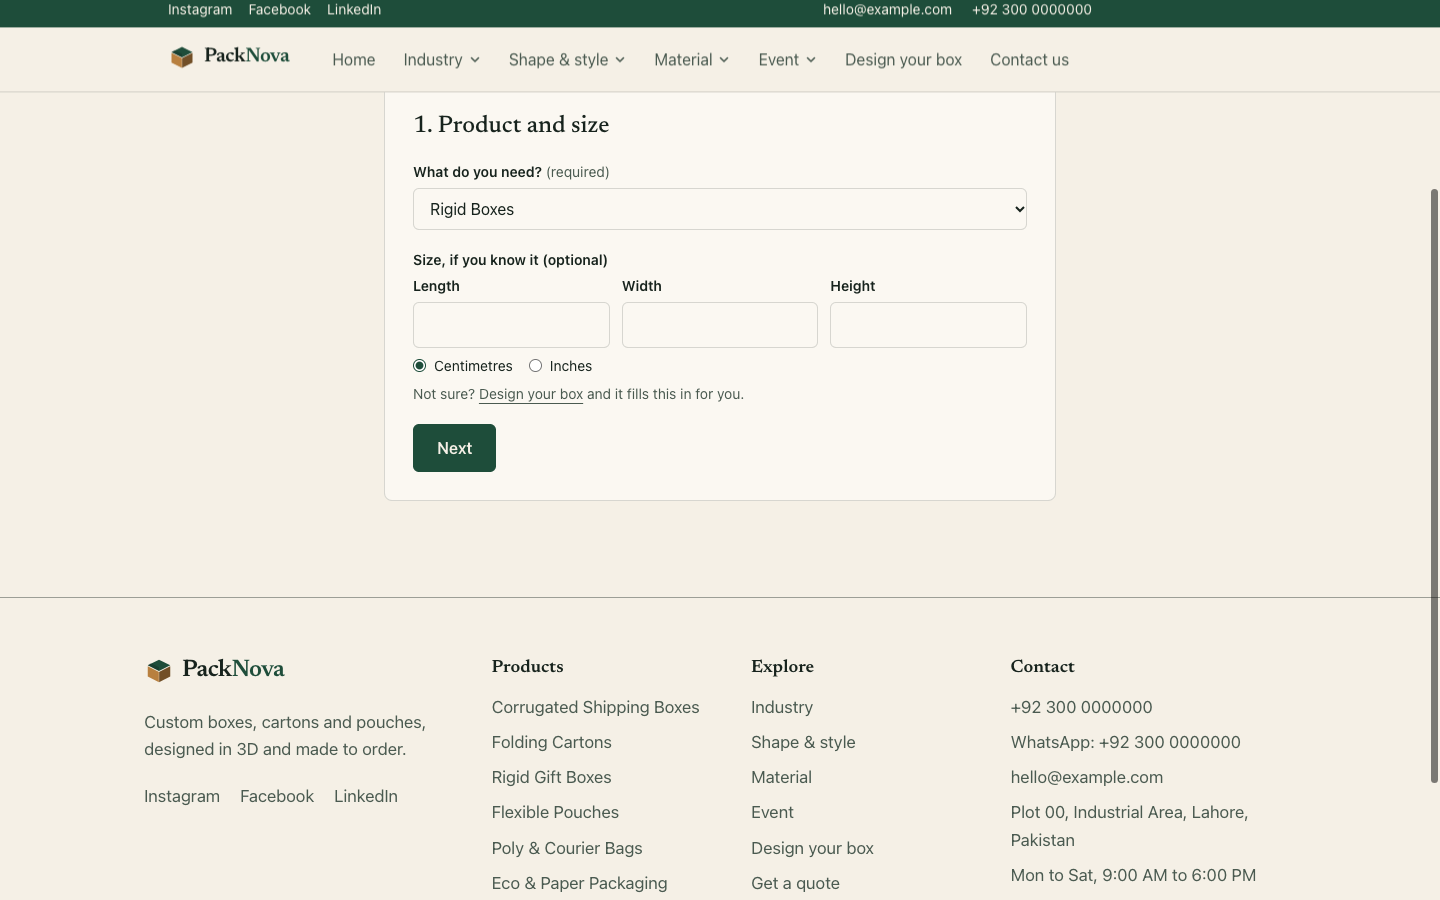 Instagram Facebook LinkedIn hello@example.com +92 300 0000000
PackNova Home Industry Shape & style Material Event Design your box Contact us
1. Product and size
What do you need? (required)
Rigid Boxes
Size, if you know it (optional)
Length Width Height
Centimetres Inches
Not sure? Design your box and it fills this in for you.
Next
PackNova
Custom boxes, cartons and pouches,
designed in 3D and made to order.
Instagram Facebook LinkedIn
Products
Corrugated Shipping Boxes
Folding Cartons
Rigid Gift Boxes
Flexible Pouches
Poly & Courier Bags
Eco & Paper Packaging
Explore
Industry
Shape & style
Material
Event
Design your box
Get a quote
Contact
+92 300 0000000
WhatsApp: +92 300 0000000
hello@example.com
Plot 00, Industrial Area, Lahore,
Pakistan
Mon to Sat, 9:00 AM to 6:00 PM